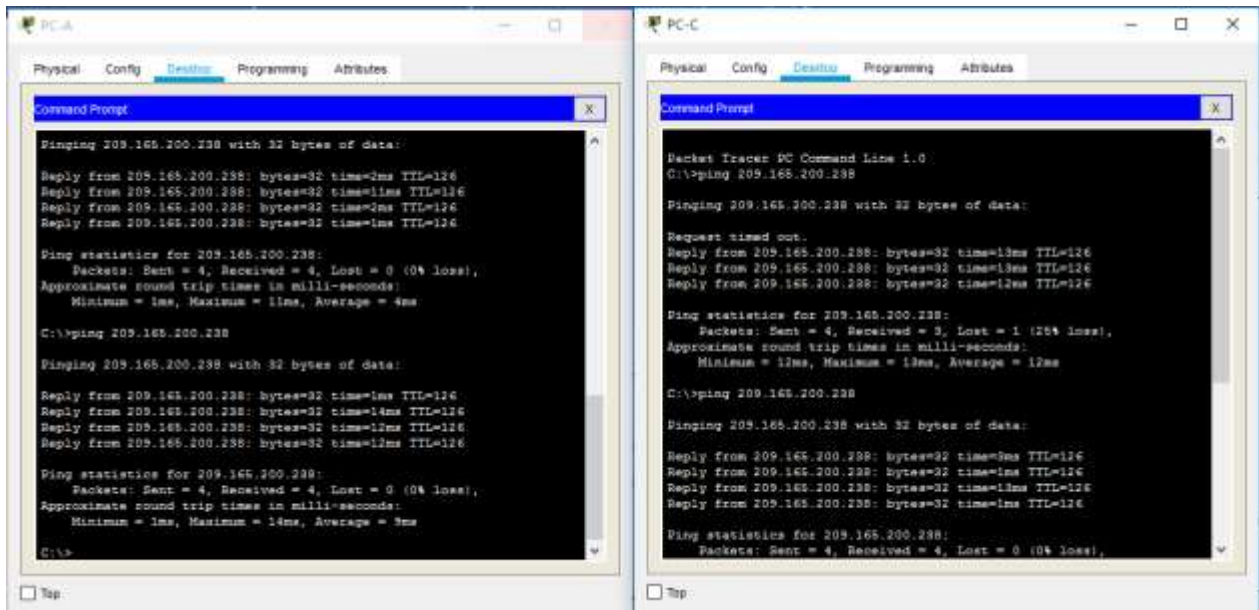 PC-A
Physical Config Desktop Programming Attributes
Command Prompt X
Pinging 209.165.200.238 with 32 bytes of data:
Reply from 209.165.200.238: bytes=32 time=2ms TTL=126
Reply from 209.165.200.238: bytes=32 time=11ms TTL=126
Reply from 209.165.200.238: bytes=32 time=2ms TTL=126
Reply from 209.165.200.238: bytes=32 time=1ms TTL=126
Ping statistics for 209.165.200.238:
Packets: Sent = 4, Received = 4, Lost = 0 (0% loss),
Approximate round trip times in milli-seconds:
Minimum = 1ms, Maximum = 11ms, Average = 4ms
C:\>ping 209.165.200.238
Pinging 209.165.200.238 with 32 bytes of data:
Reply from 209.165.200.238: bytes=32 time=1ms TTL=126
Reply from 209.165.200.238: bytes=32 time=14ms TTL=126
Reply from 209.165.200.238: bytes=32 time=12ms TTL=126
Reply from 209.165.200.238: bytes=32 time=12ms TTL=126
Ping statistics for 209.165.200.238:
Packets: Sent = 4, Received = 4, Lost = 0 (0% loss),
Approximate round trip times in milli-seconds:
Minimum = 1ms, Maximum = 14ms, Average = 9ms
C:\>
Top
PC-C
Physical Config Desktop Programming Attributes
Command Prompt X
Packet Tracer PC Command Line 1.0
C:\>ping 209.165.200.238
Pinging 209.165.200.238 with 32 bytes of data:
Request timed out.
Reply from 209.165.200.238: bytes=32 time=13ms TTL=126
Reply from 209.165.200.238: bytes=32 time=13ms TTL=126
Reply from 209.165.200.238: bytes=32 time=12ms TTL=126
Ping statistics for 209.165.200.238:
Packets: Sent = 4, Received = 3, Lost = 1 (25% loss),
Approximate round trip times in milli-seconds:
Minimum = 12ms, Maximum = 13ms, Average = 12ms
C:\>ping 209.165.200.238
Pinging 209.165.200.238 with 32 bytes of data:
Reply from 209.165.200.238: bytes=32 TTL=126
Reply from 209.165.200.238: bytes=32 time=1ms TTL=126
Reply from 209.165.200.238: bytes=32 TTL=126
Reply from 209.165.200.238: bytes=32 time=1ms TTL=126
Ping statistics for 209.165.200.238:
Packets: Sent = 4, Received = 4, Lost = 0 (0% loss),
Top